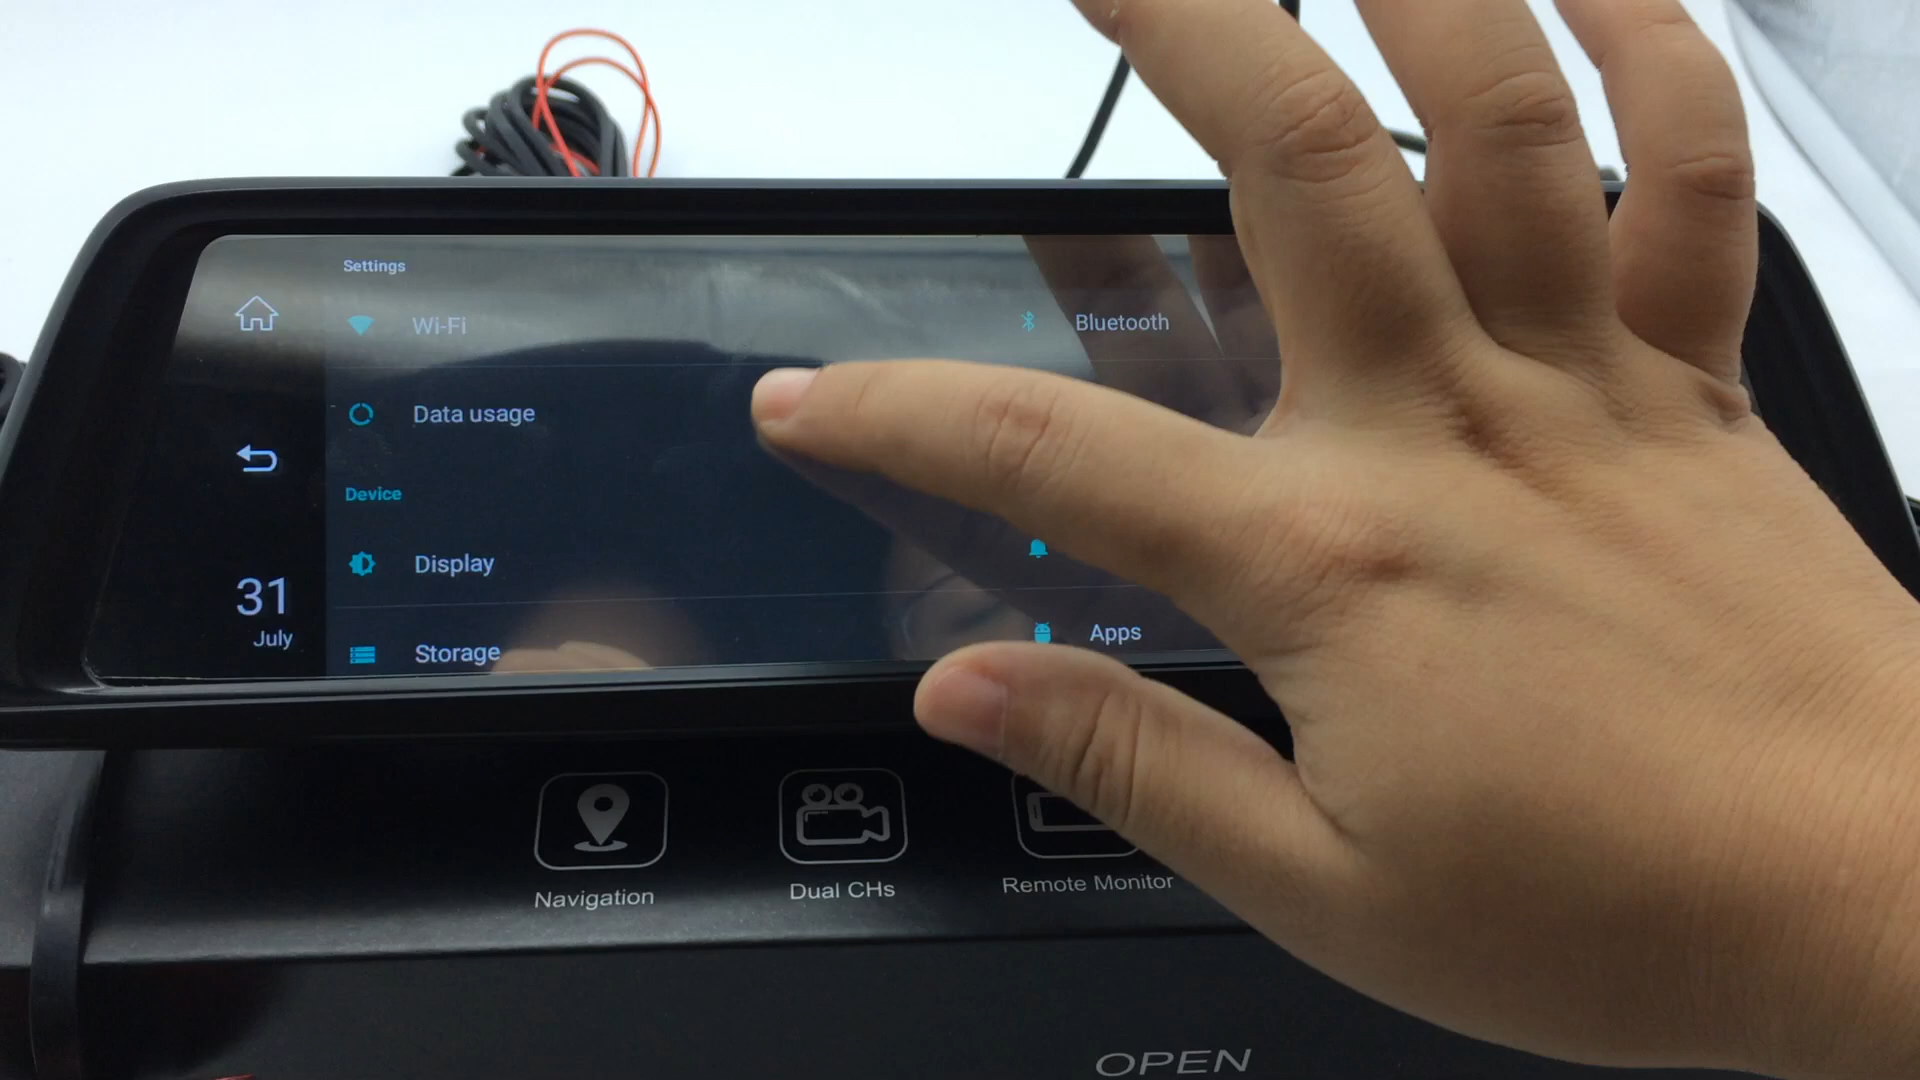 Settings
Wi-Fi
Bluetooth
Data usage
Device
Display
Storage
Apps
31
July
Navigation
Dual CHs
Remote Monitor
OPEN